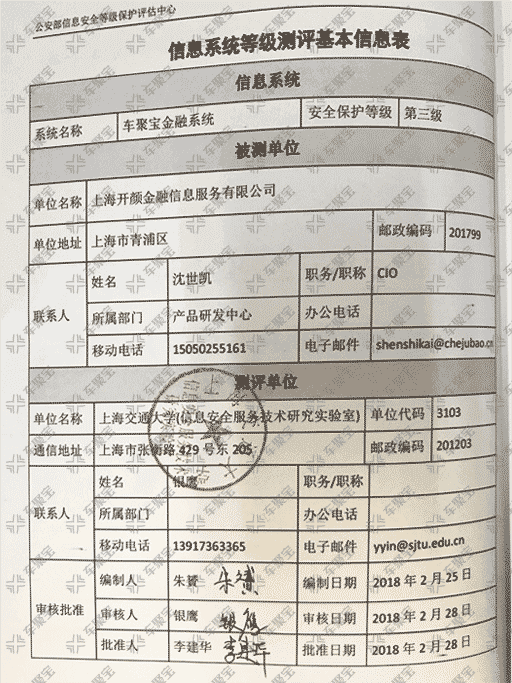 公安部信息安全等级保护评估中心
信息系统等级测评基本信息表
信息系统
系统名称 车聚宝金融系统 安全保护等级 第三级
被测单位
单位名称 上海开颜金融信息服务有限公司
单位地址 上海市青浦区 邮政编码 201799
联系人 姓名 沈世凯 职务/职称 CIO
所属部门 产品研发中心 办公电话
移动电话 15050255161 电子邮件 shenshikai@chejubao.cn
测评单位
单位名称 上海交通大学(信息安全服务技术研究实验室) 单位代码 3103
通信地址 上海市张衡路 429 号东 205 邮政编码 201203
联系人 姓名 银鹰 职务/职称
所属部门 办公电话
移动电话 13917363365 电子邮件 yyin@sjtu.edu.cn
审核批准 编制人 朱赟 编制日期 2018 年 2 月 25 日
审核人 银鹰 银鹰 审核日期 2018 年 2 月 28 日
批准人 李建华 李建华 批准日期 2018 年 2 月 28 日
车聚宝